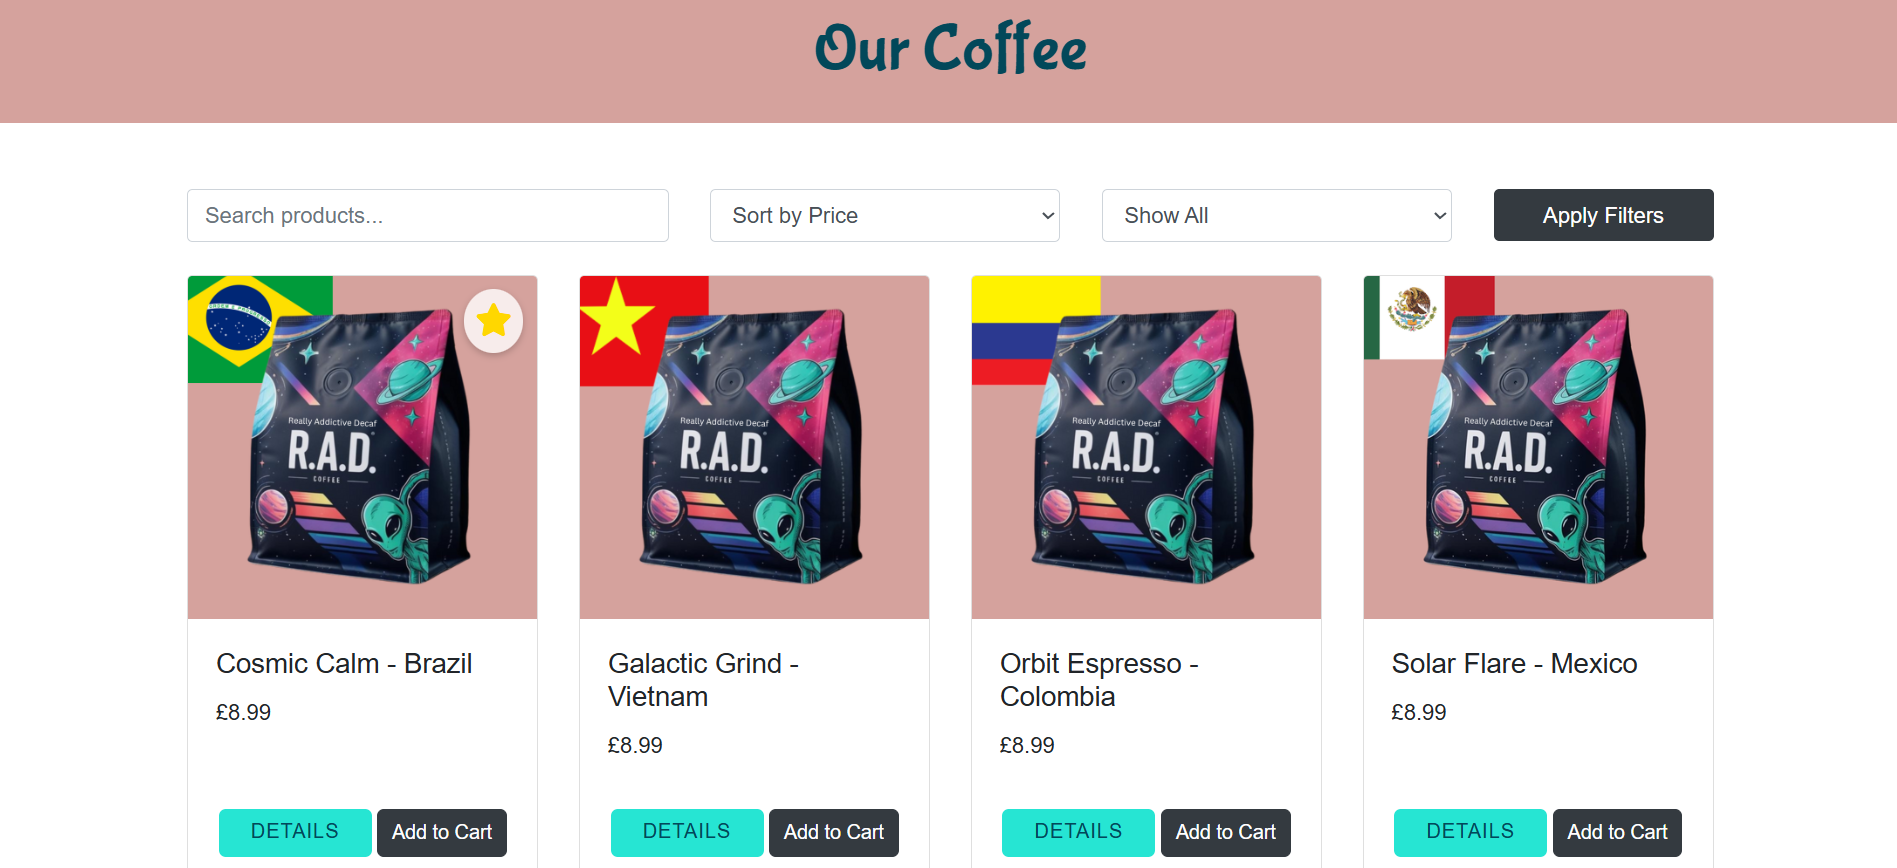 Our Coffee
Search products...
Sort by Price
Show All
Apply Filters
Really Addictive Decaf
R.A.D.
COFFEE
Really Addictive Decaf
R.A.D.
COFFEE
Really Addictive Decaf
R.A.D.
COFFEE
Really Addictive Decaf
R.A.D.
COFFEE
Cosmic Calm - Brazil
£8.99
Galactic Grind -
Vietnam
£8.99
Orbit Espresso -
Colombia
£8.99
Solar Flare - Mexico
£8.99
DETAILS
Add to Cart
DETAILS
Add to Cart
DETAILS
Add to Cart
DETAILS
Add to Cart